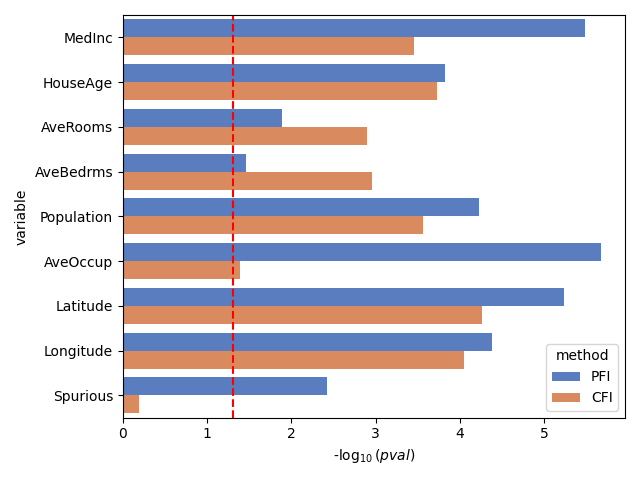 MedInc
HouseAge
AveRooms
AveBedrms
Population
AveOccup
Latitude
Longitude
Spurious
variable
0 1 2 3 4 5
-log₁₀(pval)
method
PFI
CFI